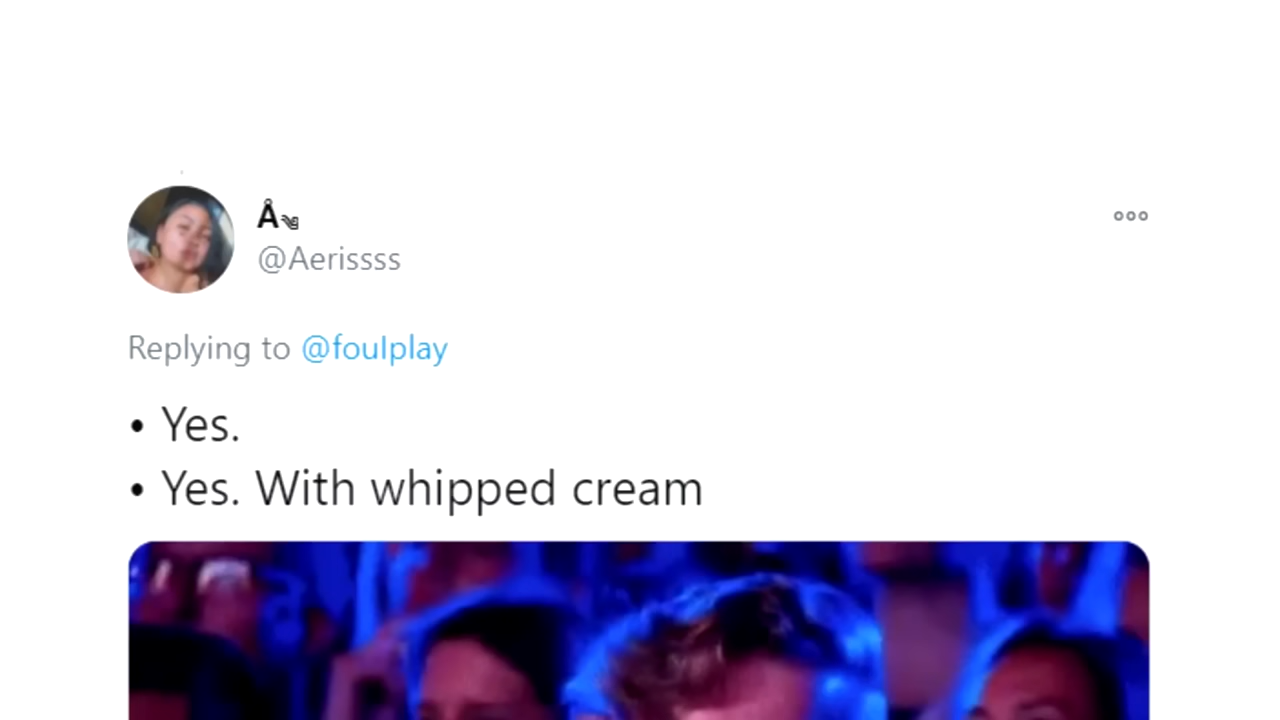 Å༄
@Aerissss
Replying to @foulplay
• Yes.
• Yes. With whipped cream